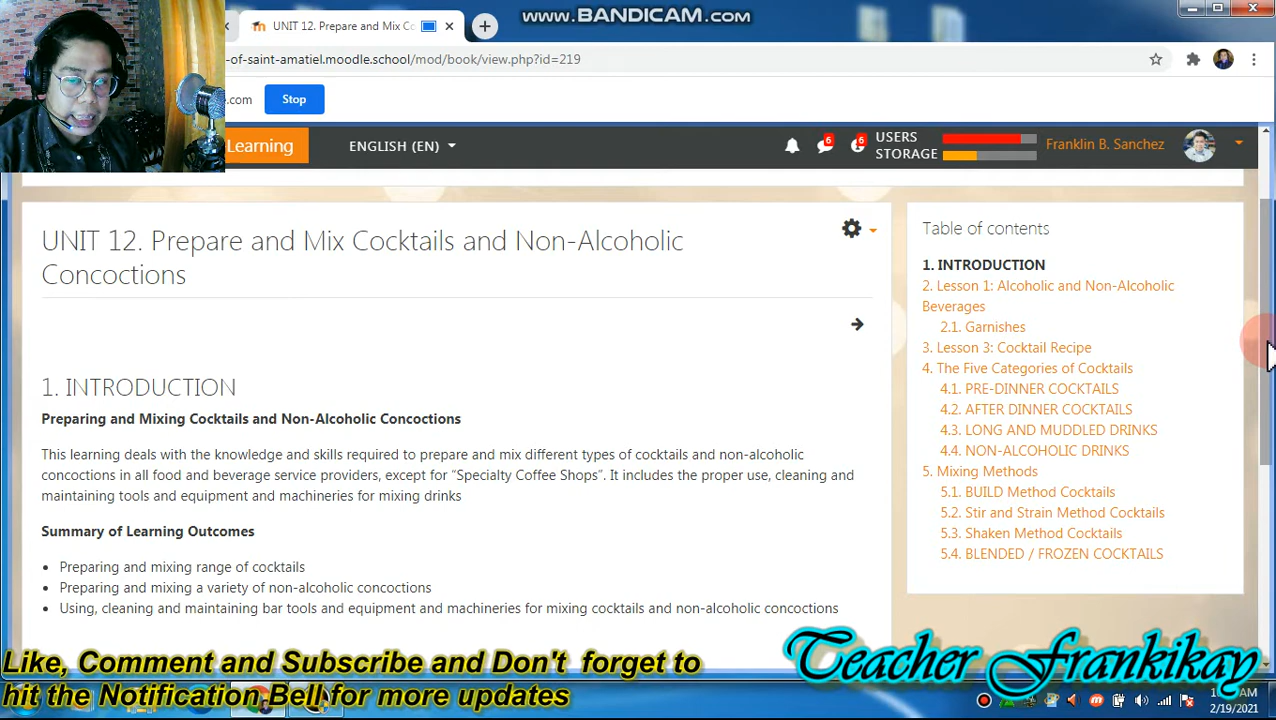 www.BANDICAM.com
UNIT 12. Prepare and Mix Co
-of-saint-amatiel.moodle.school/mod/book/view.php?id=219
.com
Stop
Learning
ENGLISH (EN)
6
6
USERS
STORAGE
Franklin B. Sanchez
UNIT 12. Prepare and Mix Cocktails and Non-Alcoholic
Concoctions
1. INTRODUCTION
Preparing and Mixing Cocktails and Non-Alcoholic Concoctions
This learning deals with the knowledge and skills required to prepare and mix different types of cocktails and non-alcoholic
concoctions in all food and beverage service providers, except for “Specialty Coffee Shops”. It includes the proper use, cleaning and
maintaining tools and equipment and machineries for mixing drinks
Summary of Learning Outcomes
• Preparing and mixing range of cocktails
• Preparing and mixing a variety of non-alcoholic concoctions
• Using, cleaning and maintaining bar tools and equipment and machineries for mixing cocktails and non-alcoholic concoctions
Table of contents
1. INTRODUCTION
2. Lesson 1: Alcoholic and Non-Alcoholic
Beverages
2.1. Garnishes
3. Lesson 3: Cocktail Recipe
4. The Five Categories of Cocktails
4.1. PRE-DINNER COCKTAILS
4.2. AFTER DINNER COCKTAILS
4.3. LONG AND MUDDLED DRINKS
4.4. NON-ALCOHOLIC DRINKS
5. Mixing Methods
5.1. BUILD Method Cocktails
5.2. Stir and Strain Method Cocktails
5.3. Shaken Method Cocktails
5.4. BLENDED / FROZEN COCKTAILS
Like, Comment and Subscribe and Don't forget to
hit the Notification Bell for more updates
Teacher Frankikay
AM
2/19/2021